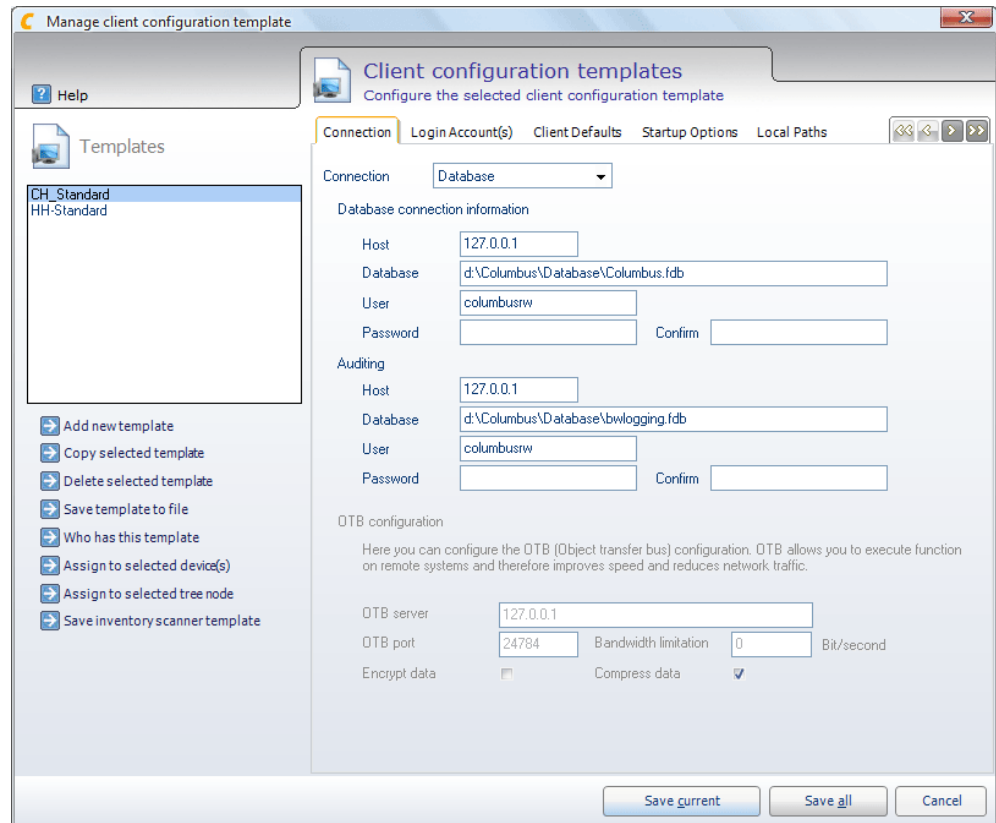 Manage client configuration template
Help
Client configuration templates
Configure the selected client configuration template
Templates
CH_Standard
HH-Standard
Add new template
Copy selected template
Delete selected template
Save template to file
Who has this template
Assign to selected device(s)
Assign to selected tree node
Save inventory scanner template
Connection Login Account(s) Client Defaults Startup Options Local Paths
Connection Database
Database connection information
Host 127.0.0.1
Database d:\Columbus\Database\Columbus.fdb
User columbusrw
Password Confirm
Auditing
Host 127.0.0.1
Database d:\Columbus\Database\bwlogging.fdb
User columbusrw
Password Confirm
OTB configuration
Here you can configure the OTB (Object transfer bus) configuration. OTB allows you to execute function
on remote systems and therefore improves speed and reduces network traffic.
OTB server 127.0.0.1
OTB port 24784 Bandwidth limitation 0 Bit/second
Encrypt data Compress data
Save current Save all Cancel